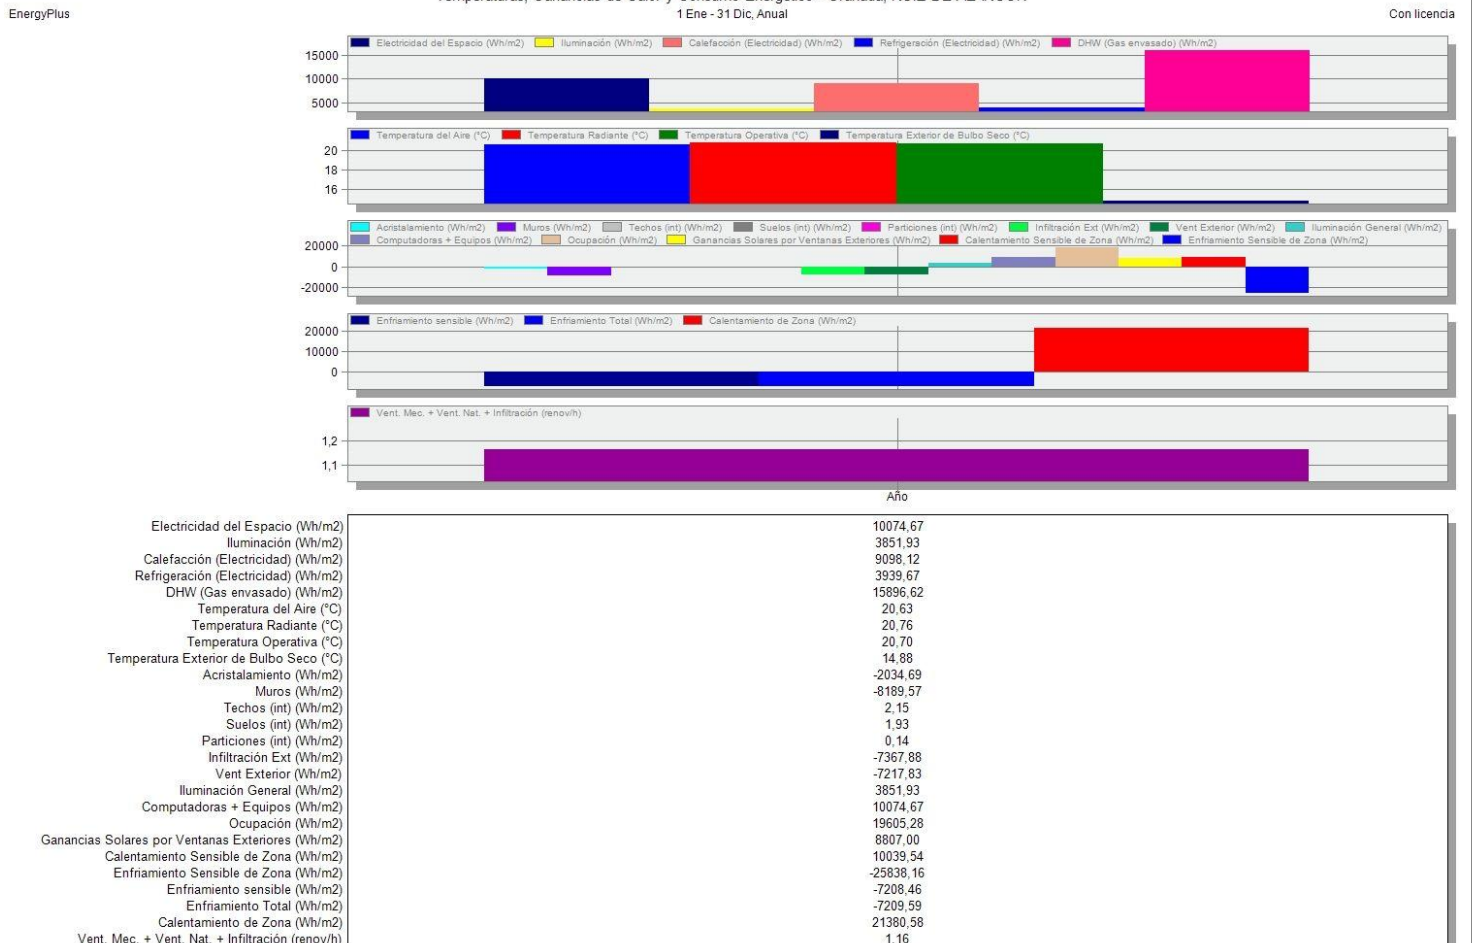 EnergyPlus
1 Ene - 31 Dic, Anual
Con licencia
Electricidad del Espacio (Wh/m2) Iluminación (Wh/m2) Calefacción (Electricidad) (Wh/m2) Refrigeración (Electricidad) (Wh/m2) DHW (Gas envasado) (Wh/m2)
15000
10000
5000
Temperatura del Aire (°C) Temperatura Radiante (°C) Temperatura Operativa (°C) Temperatura Exterior de Bulbo Seco (°C)
20
18
16
Acristalamiento (Wh/m2) Muros (Wh/m2) Techos (int) (Wh/m2) Suelos (int) (Wh/m2) Particiones (int) (Wh/m2) Infiltración Ext (Wh/m2) Vent Exterior (Wh/m2) Iluminación General (Wh/m2)
Computadoras + Equipos (Wh/m2) Ocupación (Wh/m2) Ganancias Solares por Ventanas Exteriores (Wh/m2) Calentamiento Sensible de Zona (Wh/m2) Enfriamiento Sensible de Zona (Wh/m2)
20000
0
-20000
Enfriamiento sensible (Wh/m2) Enfriamiento Total (Wh/m2) Calentamiento de Zona (Wh/m2)
20000
10000
0
Vent. Mec. + Vent. Nat. + Infiltración (renov/h)
1,2
1,1
Año
Electricidad del Espacio (Wh/m2) 10074,67
Iluminación (Wh/m2) 3851,93
Calefacción (Electricidad) (Wh/m2) 9098,12
Refrigeración (Electricidad) (Wh/m2) 3939,67
DHW (Gas envasado) (Wh/m2) 15896,62
Temperatura del Aire (°C) 20,63
Temperatura Radiante (°C) 20,76
Temperatura Operativa (°C) 20,70
Temperatura Exterior de Bulbo Seco (°C) 14,88
Acristalamiento (Wh/m2) -2034,69
Muros (Wh/m2) -8189,57
Techos (int) (Wh/m2) 2,15
Suelos (int) (Wh/m2) 1,93
Particiones (int) (Wh/m2) 0,14
Infiltración Ext (Wh/m2) -7367,88
Vent Exterior (Wh/m2) -7217,83
Iluminación General (Wh/m2) 3851,93
Computadoras + Equipos (Wh/m2) 10074,67
Ocupación (Wh/m2) 19605,28
Ganancias Solares por Ventanas Exteriores (Wh/m2) 8807,00
Calentamiento Sensible de Zona (Wh/m2) 10039,54
Enfriamiento Sensible de Zona (Wh/m2) -25838,16
Enfriamiento sensible (Wh/m2) -7208,46
Enfriamiento Total (Wh/m2) -7209,59
Calentamiento de Zona (Wh/m2) 21380,58
Vent. Mec. + Vent. Nat. + Infiltración (renov/h) 1,16